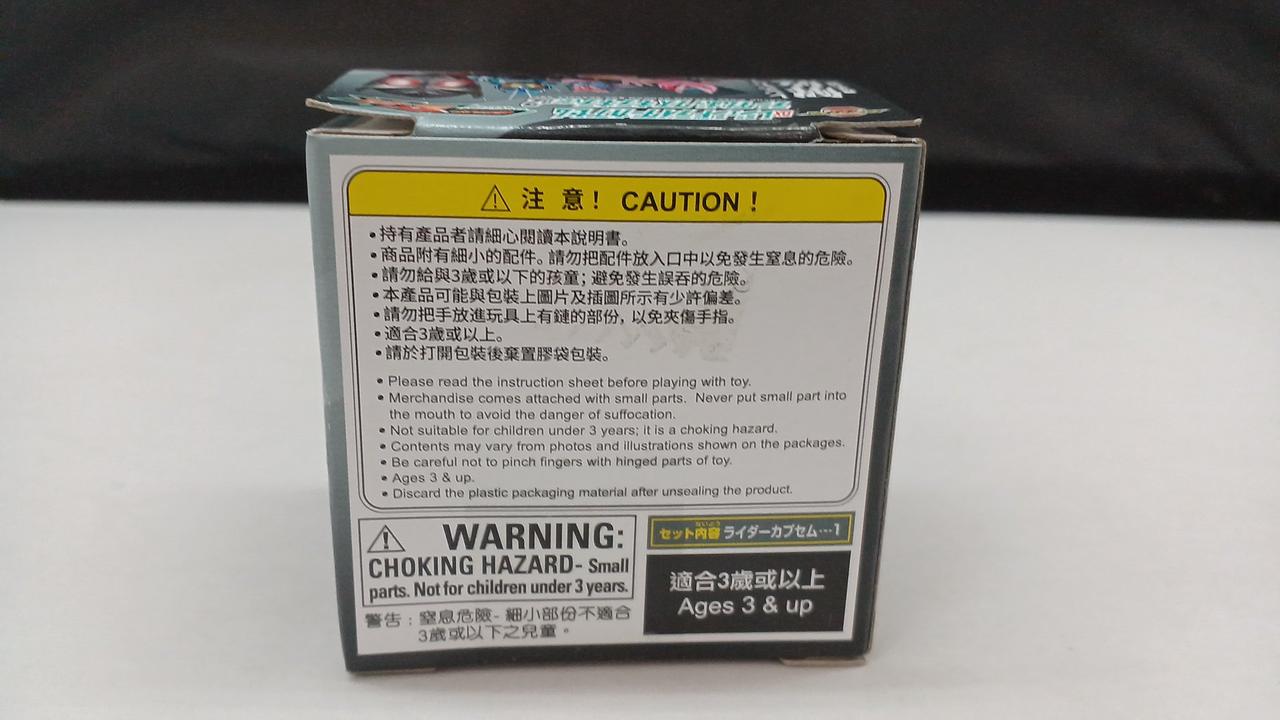 注 意! CAUTION!
•持有產品者請細心閱讀本說明書。
•商品附有細小的配件。請勿把配件放入口中以免發生窒息的危險。
•請勿給與3歲或以下的孩童;避免發生誤吞的危險。
•本產品可能與包裝上圖片及插圖所示有少許偏差。
•請勿把手放進玩具上有鏈的部份, 以免夾傷手指。
•適合3歲或以上。
•請於打開包裝後棄置膠袋包裝。
• Please read the instruction sheet before playing with toy.
• Merchandise comes attached with small parts. Never put small part into
the mouth to avoid the danger of suffocation.
• Not suitable for children under 3 years; it is a choking hazard.
• Contents may vary from photos and illustrations shown on the packages.
• Be careful not to pinch fingers with hinged parts of toy.
• Ages 3 & up.
• Discard the plastic packaging material after unsealing the product.
WARNING:
CHOKING HAZARD- Small
parts. Not for children under 3 years.
警告:窒息危險- 細小部份不適合
3歲或以下之兒童。
ないよう
セット内容 ライダーカプセム…1
適合3歲或以上
Ages 3 & up